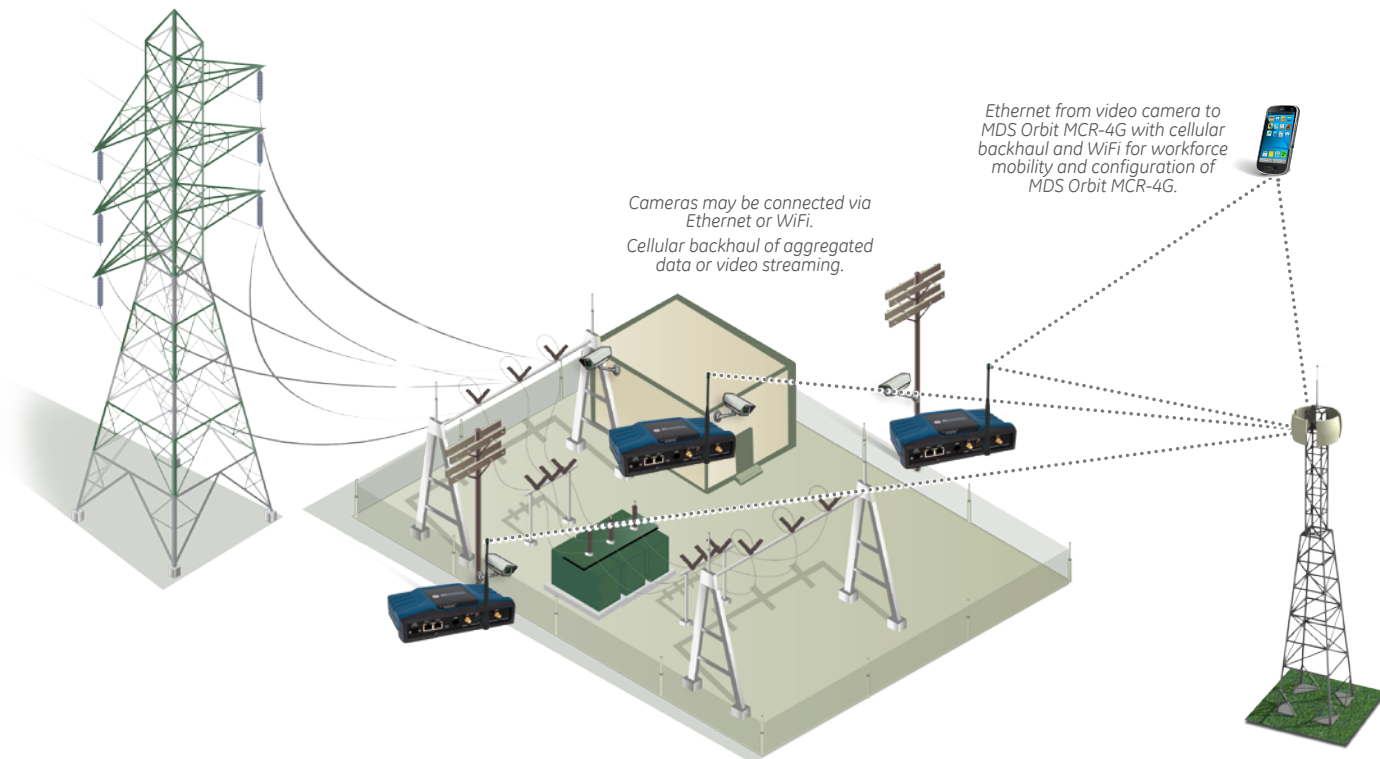 Ethernet from video camera to
MDS Orbit MCR-4G with cellular
backhaul and WiFi for workforce
mobility and configuration of
MDS Orbit MCR-4G.
Cameras may be connected via
Ethernet or WiFi.
Cellular backhaul of aggregated
data or video streaming.